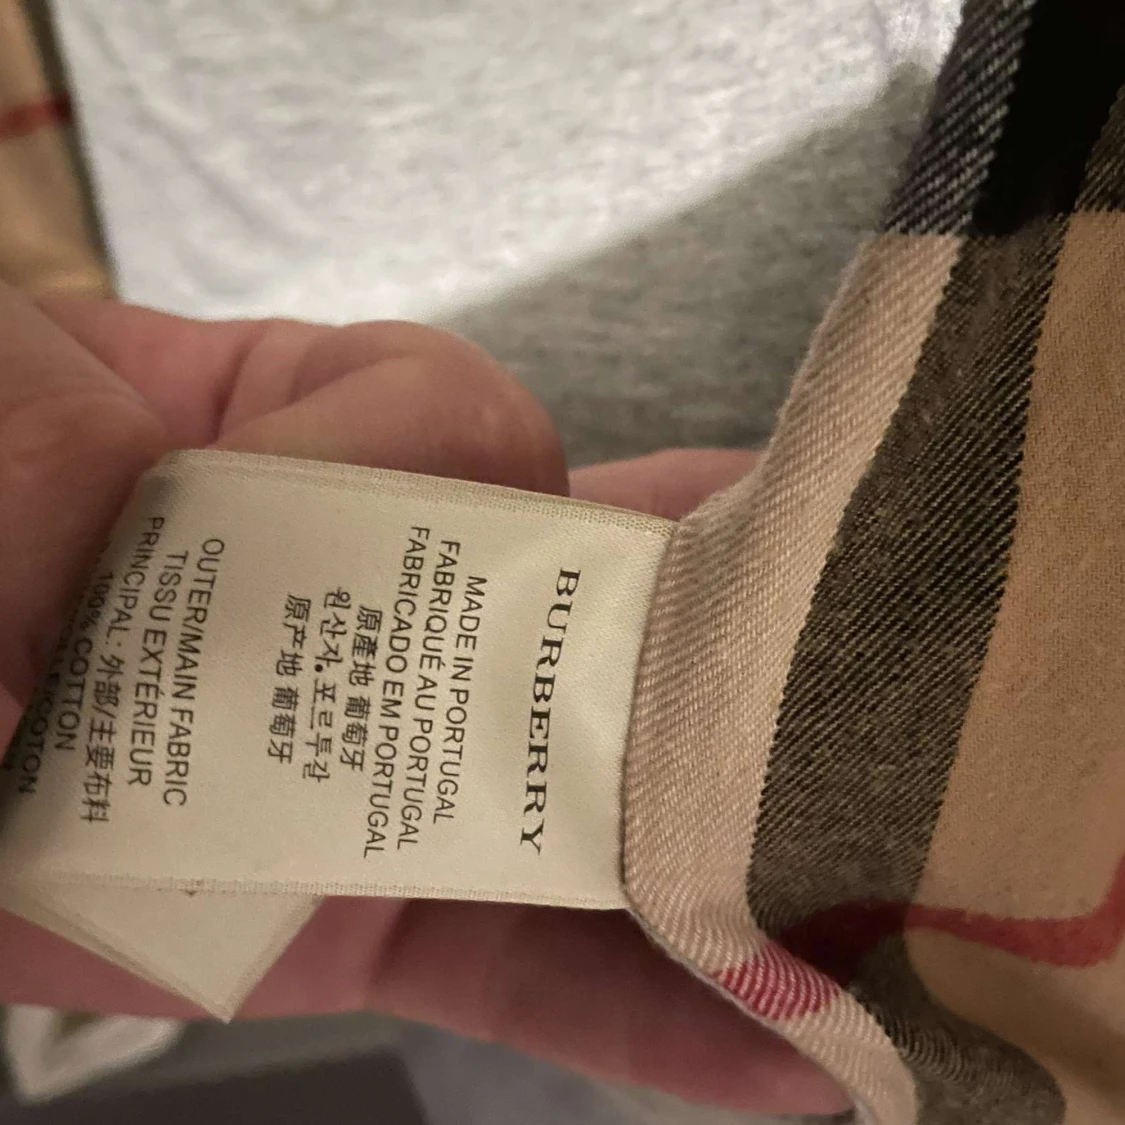 BURBERRY
MADE IN PORTUGAL
FABRIQUÉ AU PORTUGAL
FABRICADO EM PORTUGAL
原產地 葡萄牙
원산지. 포르투갈
原产地 葡萄牙
OUTER/MAIN FABRIC
TISSU EXTÉRIEUR
PRINCIPAL: 外部/主要布料
100% COTTON
COTON